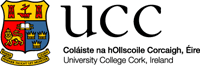 UCC
Coláiste na hOllscoile Corcaigh, Éire
University College Cork, Ireland